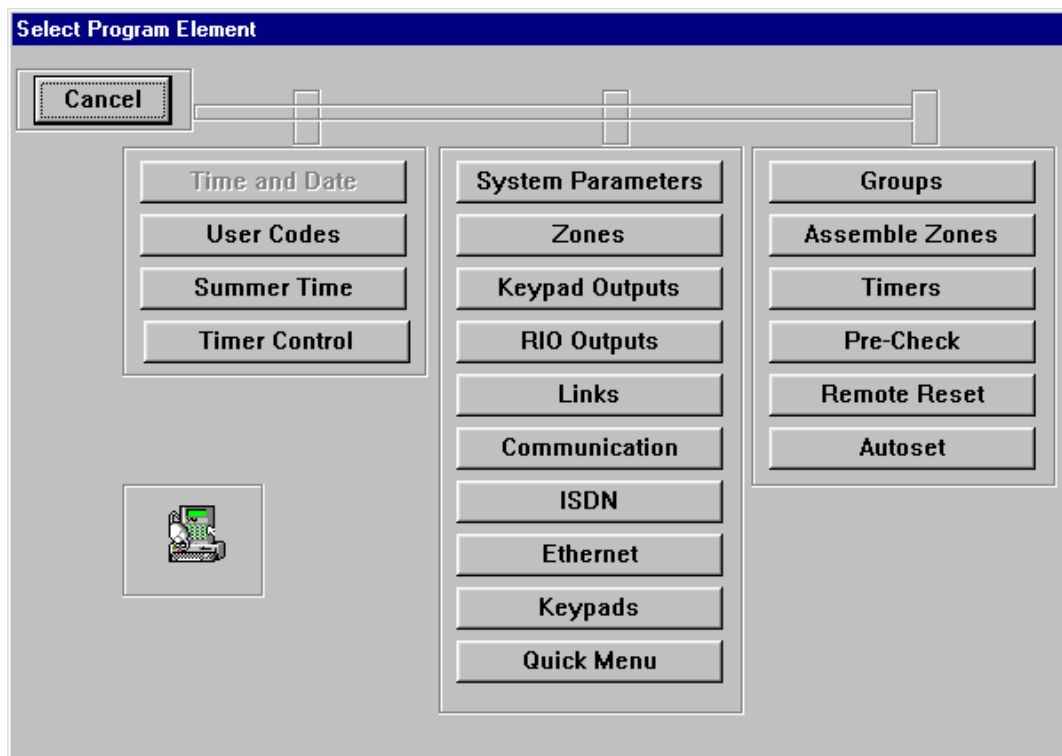 Select Program Element
Cancel
Time and Date
User Codes
Summer Time
Timer Control
System Parameters
Zones
Keypad Outputs
RIO Outputs
Links
Communication
ISDN
Ethernet
Keypads
Quick Menu
Groups
Assemble Zones
Timers
Pre-Check
Remote Reset
Autoset